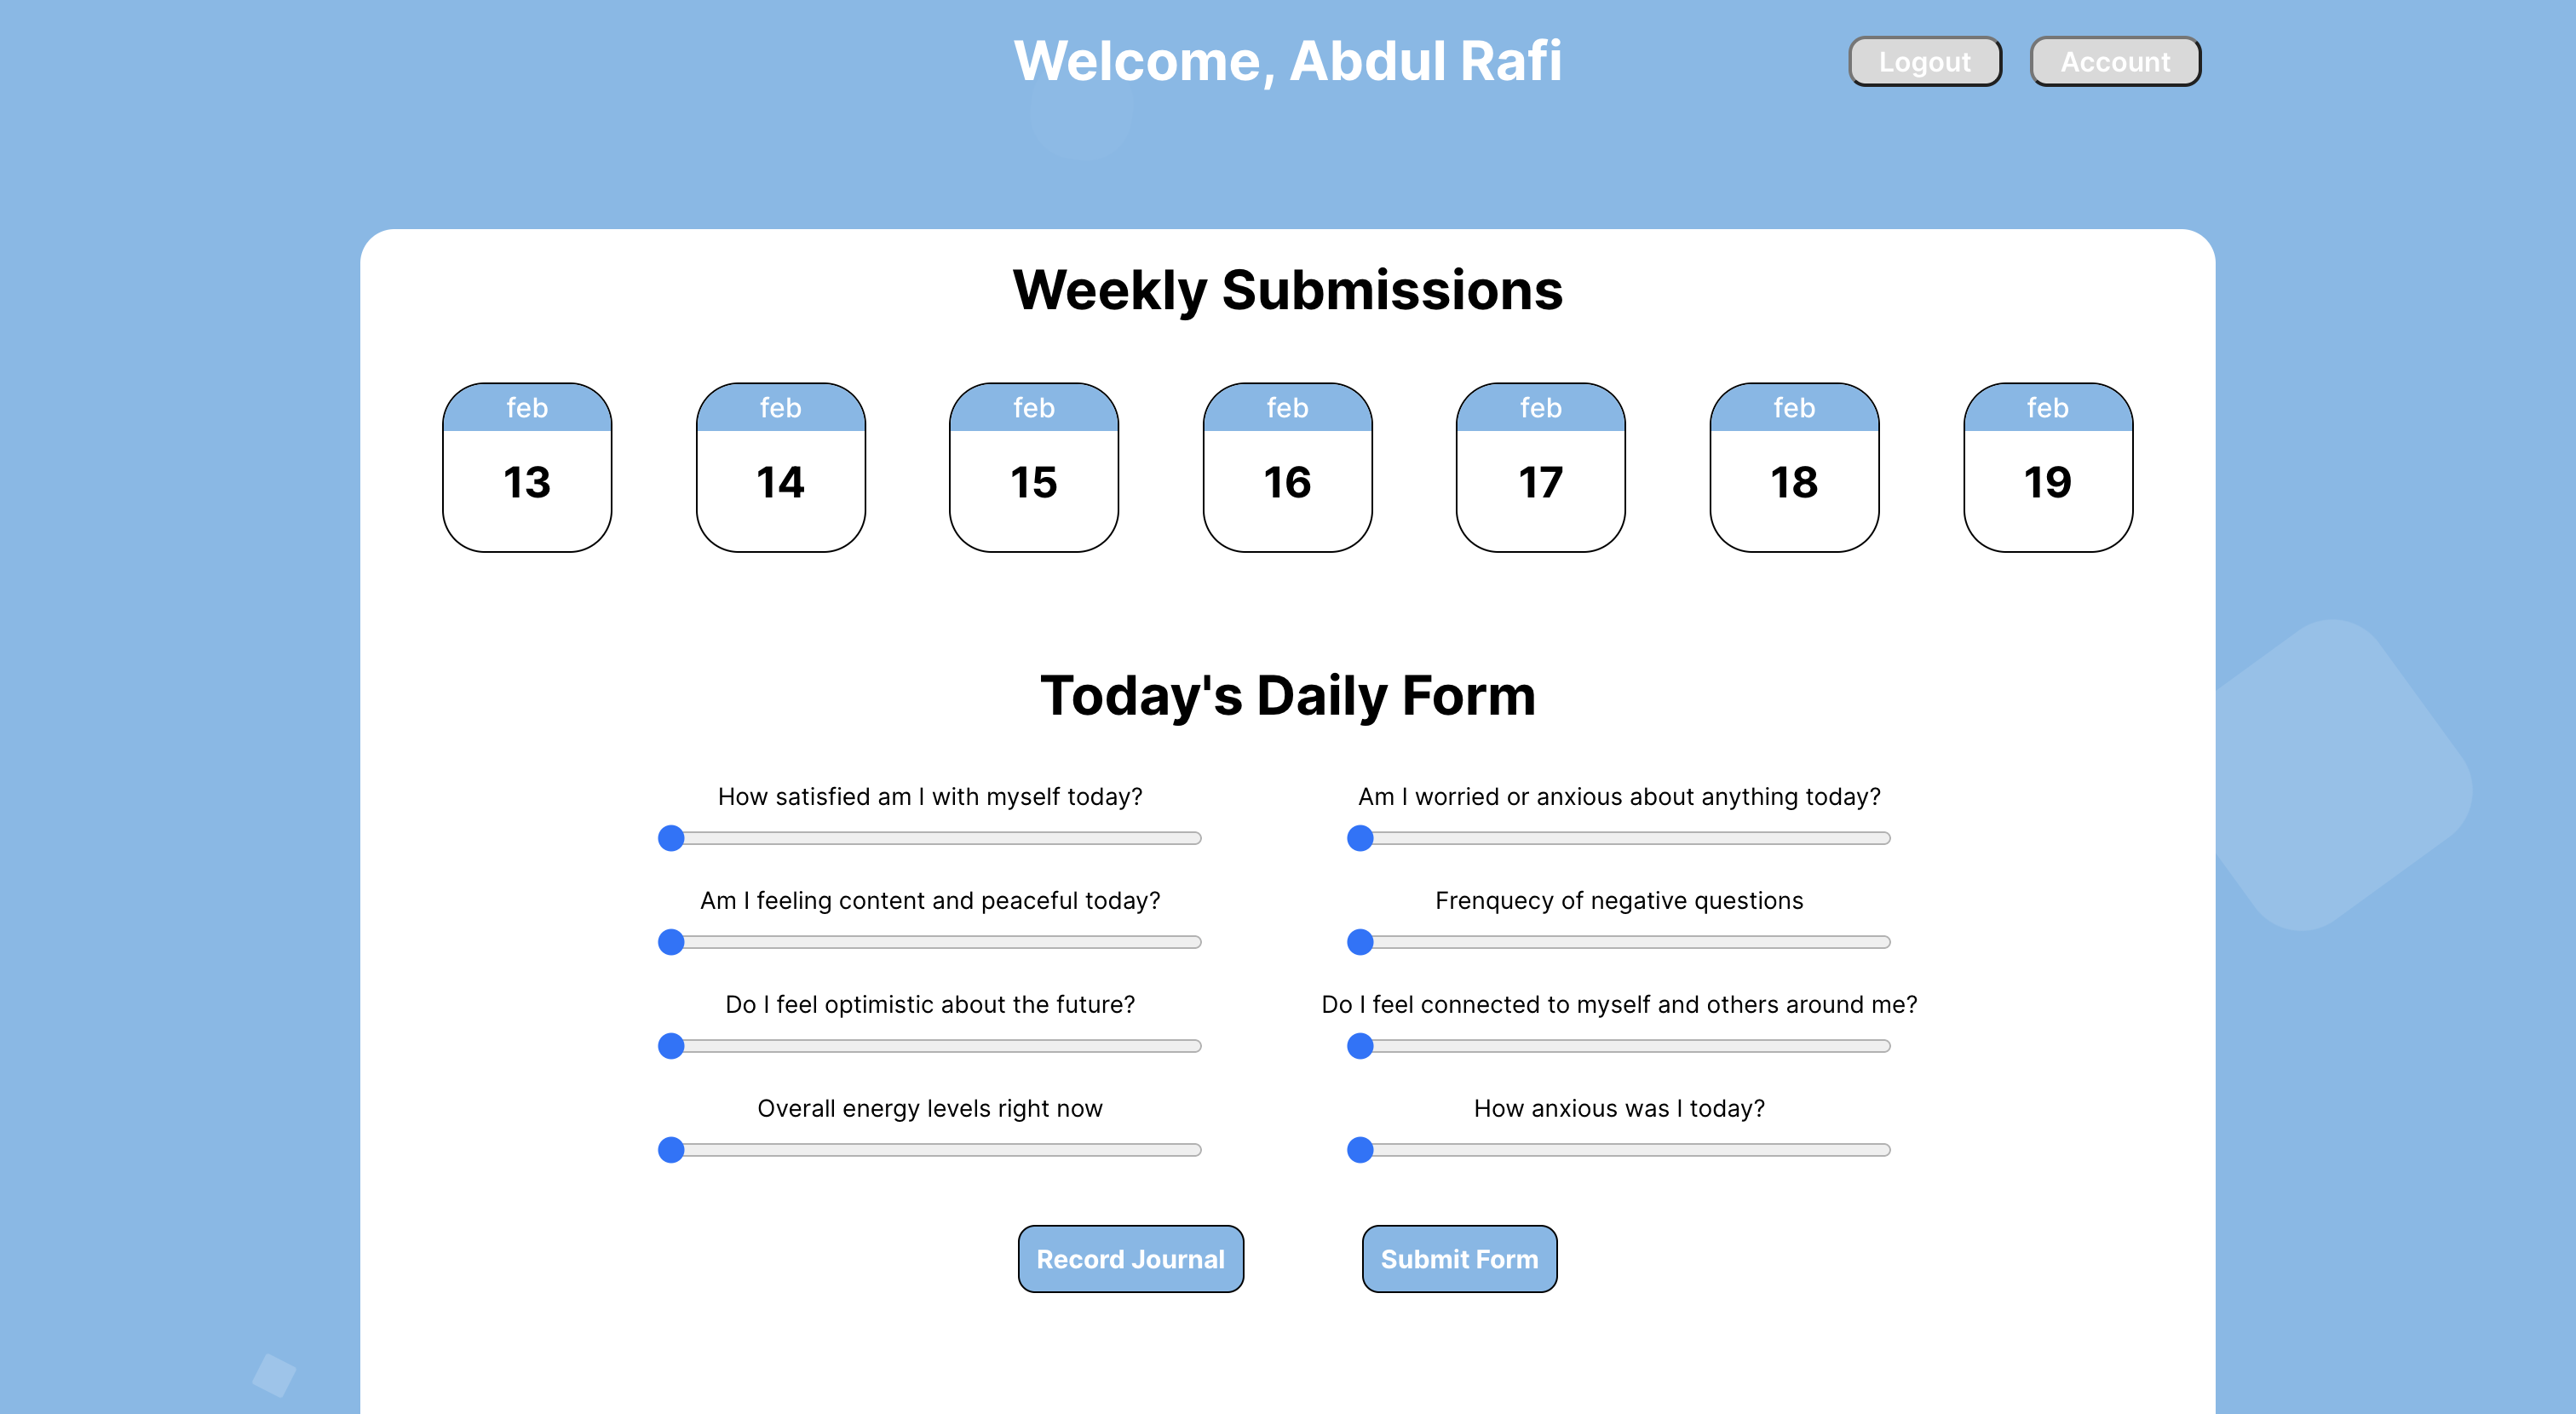 Welcome, Abdul Rafi
Logout
Account
Weekly Submissions
feb
13
feb
14
feb
15
feb
16
feb
17
feb
18
feb
19
Today's Daily Form
How satisfied am I with myself today?
Am I worried or anxious about anything today?
Am I feeling content and peaceful today?
Frenquecy of negative questions
Do I feel optimistic about the future?
Do I feel connected to myself and others around me?
Overall energy levels right now
How anxious was I today?
Record Journal
Submit Form